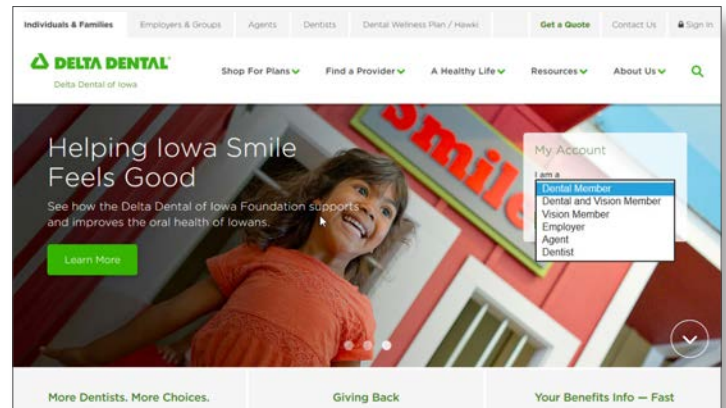 Individuals & Families Employers & Groups Agents Dentists Dental Wellness Plan / Hawki Get a Quote Contact Us Sign In
DELTA DENTAL®
Delta Dental of Iowa
Shop For Plans Find a Provider A Healthy Life Resources About Us
Smile
Helping Iowa Smile
Feels Good
See how the Delta Dental of Iowa Foundation supports
and improves the oral health of Iowans.
Learn More
My Account
I am a
Dental Member
Dental and Vision Member
Vision Member
Employer
Agent
Dentist
More Dentists. More Choices. Giving Back Your Benefits Info — Fast